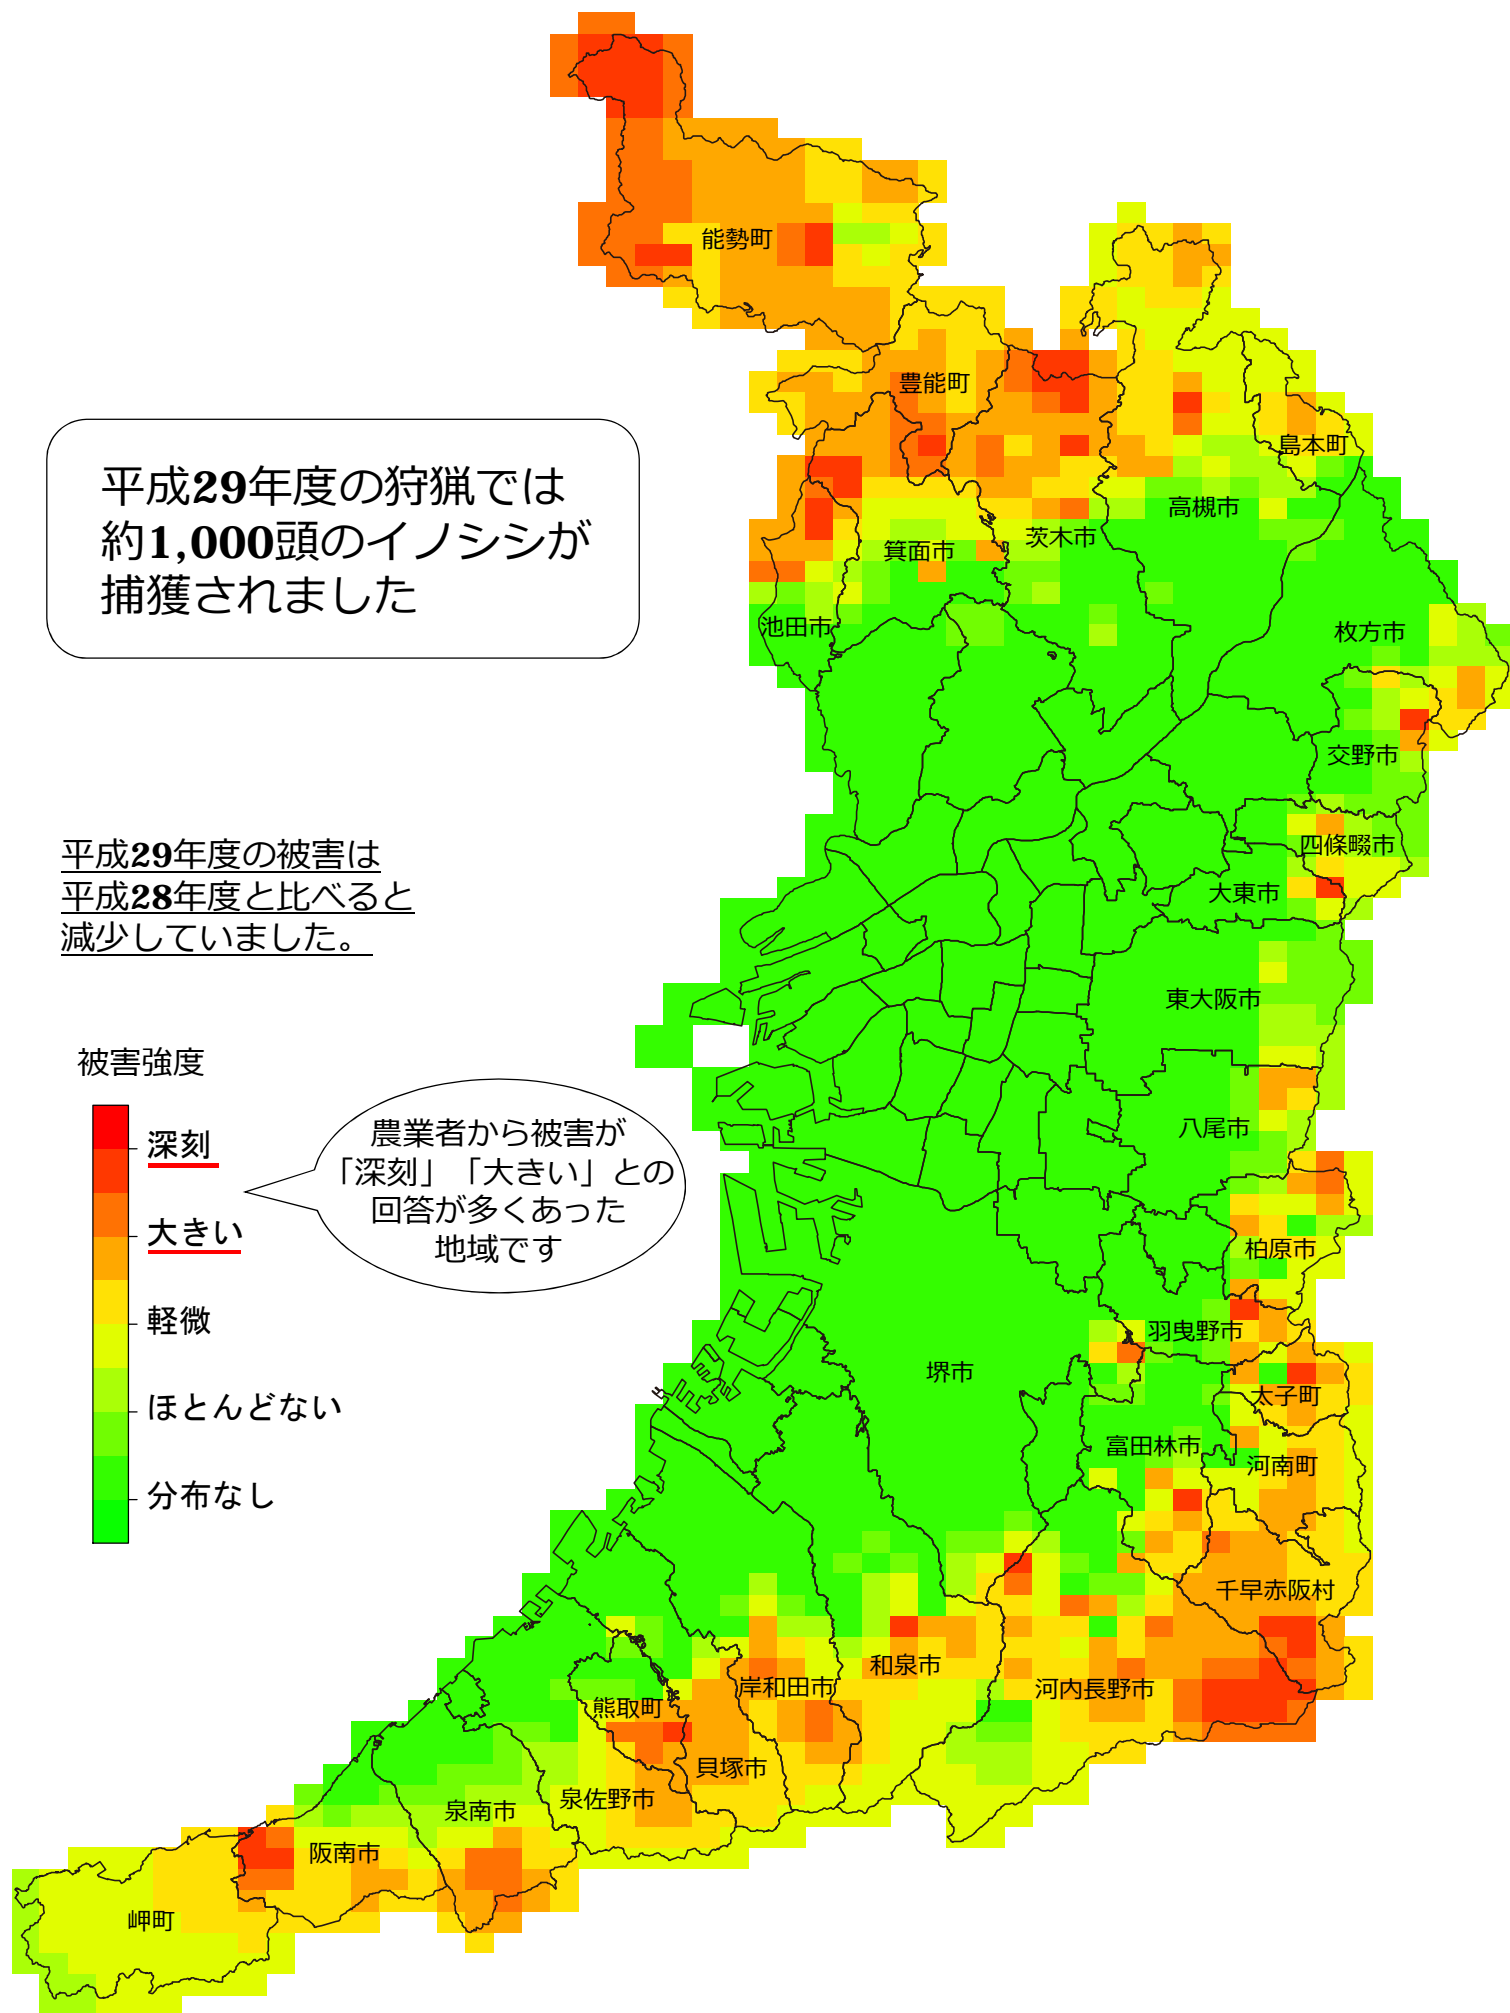 能勢町
豊能町
島本町
高槻市
茨木市
箕面市
池田市
枚方市
交野市
四條畷市
大東市
東大阪市
八尾市
柏原市
羽曳野市
堺市
太子町
富田林市
河南町
千早赤阪村
和泉市
岸和田市
河内長野市
熊取町
貝塚市
泉佐野市
泉南市
阪南市
岬町
平成29年度の狩猟では
約1,000頭のイノシシが
捕獲されました
平成29年度の被害は
平成28年度と比べると
減少していました。
被害強度
深刻
大きい
軽微
ほとんどない
分布なし
農業者から被害が
「深刻」「大きい」との
回答が多くあった
地域です